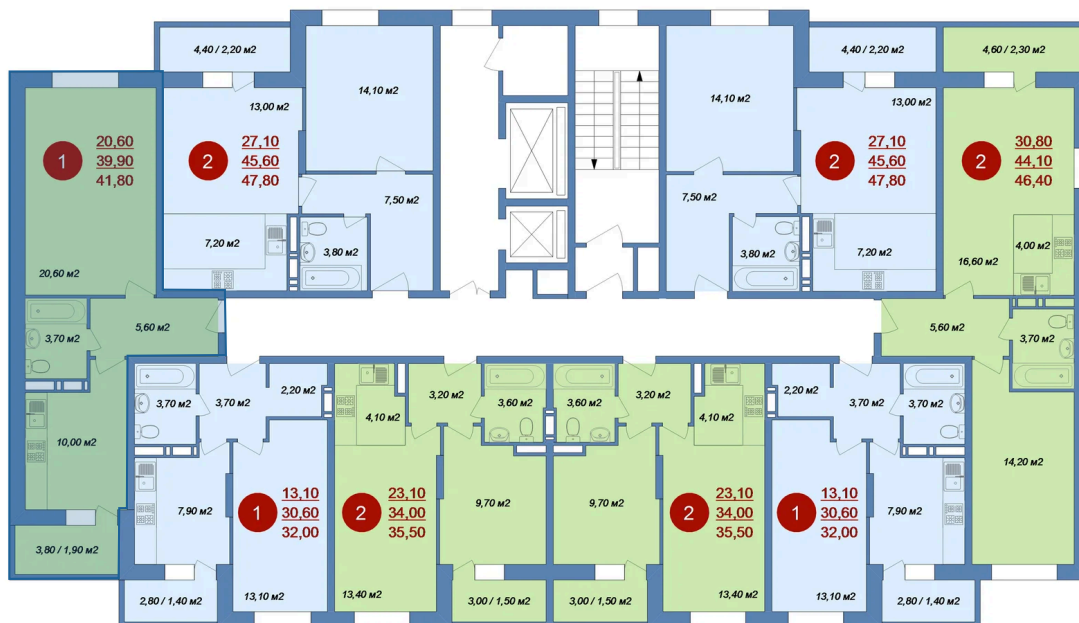 4,40 / 2,20 м2
14,10 м2
13,00 м2
1
20,60
39,90
41,80
2
27,10
45,60
47,80
7,50 м2
3,80 м2
7,20 м2
20,60 м2
14,10 м2
4,40 / 2,20 м2
13,00 м2
2
27,10
45,60
47,80
7,50 м2
3,80 м2
7,20 м2
4,60 / 2,30 м2
2
30,80
44,10
46,40
4,00 м2
16,60 м2
3,70 м2
5,60 м2
10,00 м2
3,80 / 1,90 м2
3,70 м2
3,70 м2
2,20 м2
7,90 м2
1
13,10
30,60
32,00
2,80 / 1,40 м2
13,10 м2
4,10 м2
3,20 м2
3,60 м2
2
23,10
34,00
35,50
9,70 м2
13,40 м2
3,00 / 1,50 м2
3,60 м2
3,20 м2
4,10 м2
9,70 м2
2
23,10
34,00
35,50
3,00 / 1,50 м2
13,40 м2
2,20 м2
3,70 м2
3,70 м2
1
13,10
30,60
32,00
7,90 м2
13,10 м2
2,80 / 1,40 м2
5,60 м2
3,70 м2
14,20 м2